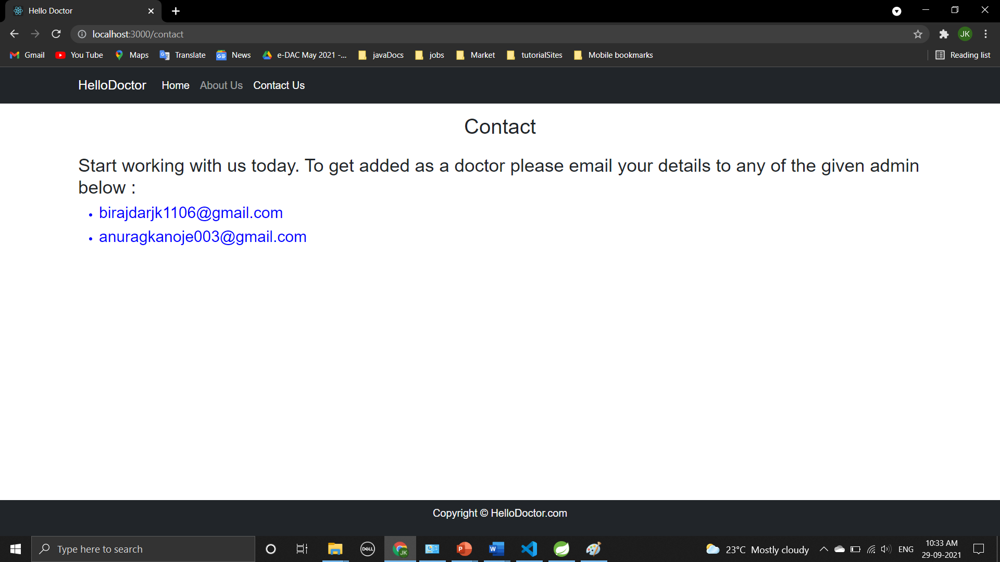 Hello Doctor
localhost:3000/contact
JK
Gmail
You Tube
Maps
Translate
News
e-DAC May 2021 -...
javaDocs
jobs
Market
tutorialSites
Mobile bookmarks
Reading list
HelloDoctor Home About Us Contact Us
Contact
Start working with us today. To get added as a doctor please email your details to any of the given admin
below :
birajdarjk1106@gmail.com
anuragkanoje003@gmail.com
Copyright © HelloDoctor.com
Type here to search
DELL
JK
P
W
23°C Mostly cloudy
ENG
10:33 AM
29-09-2021